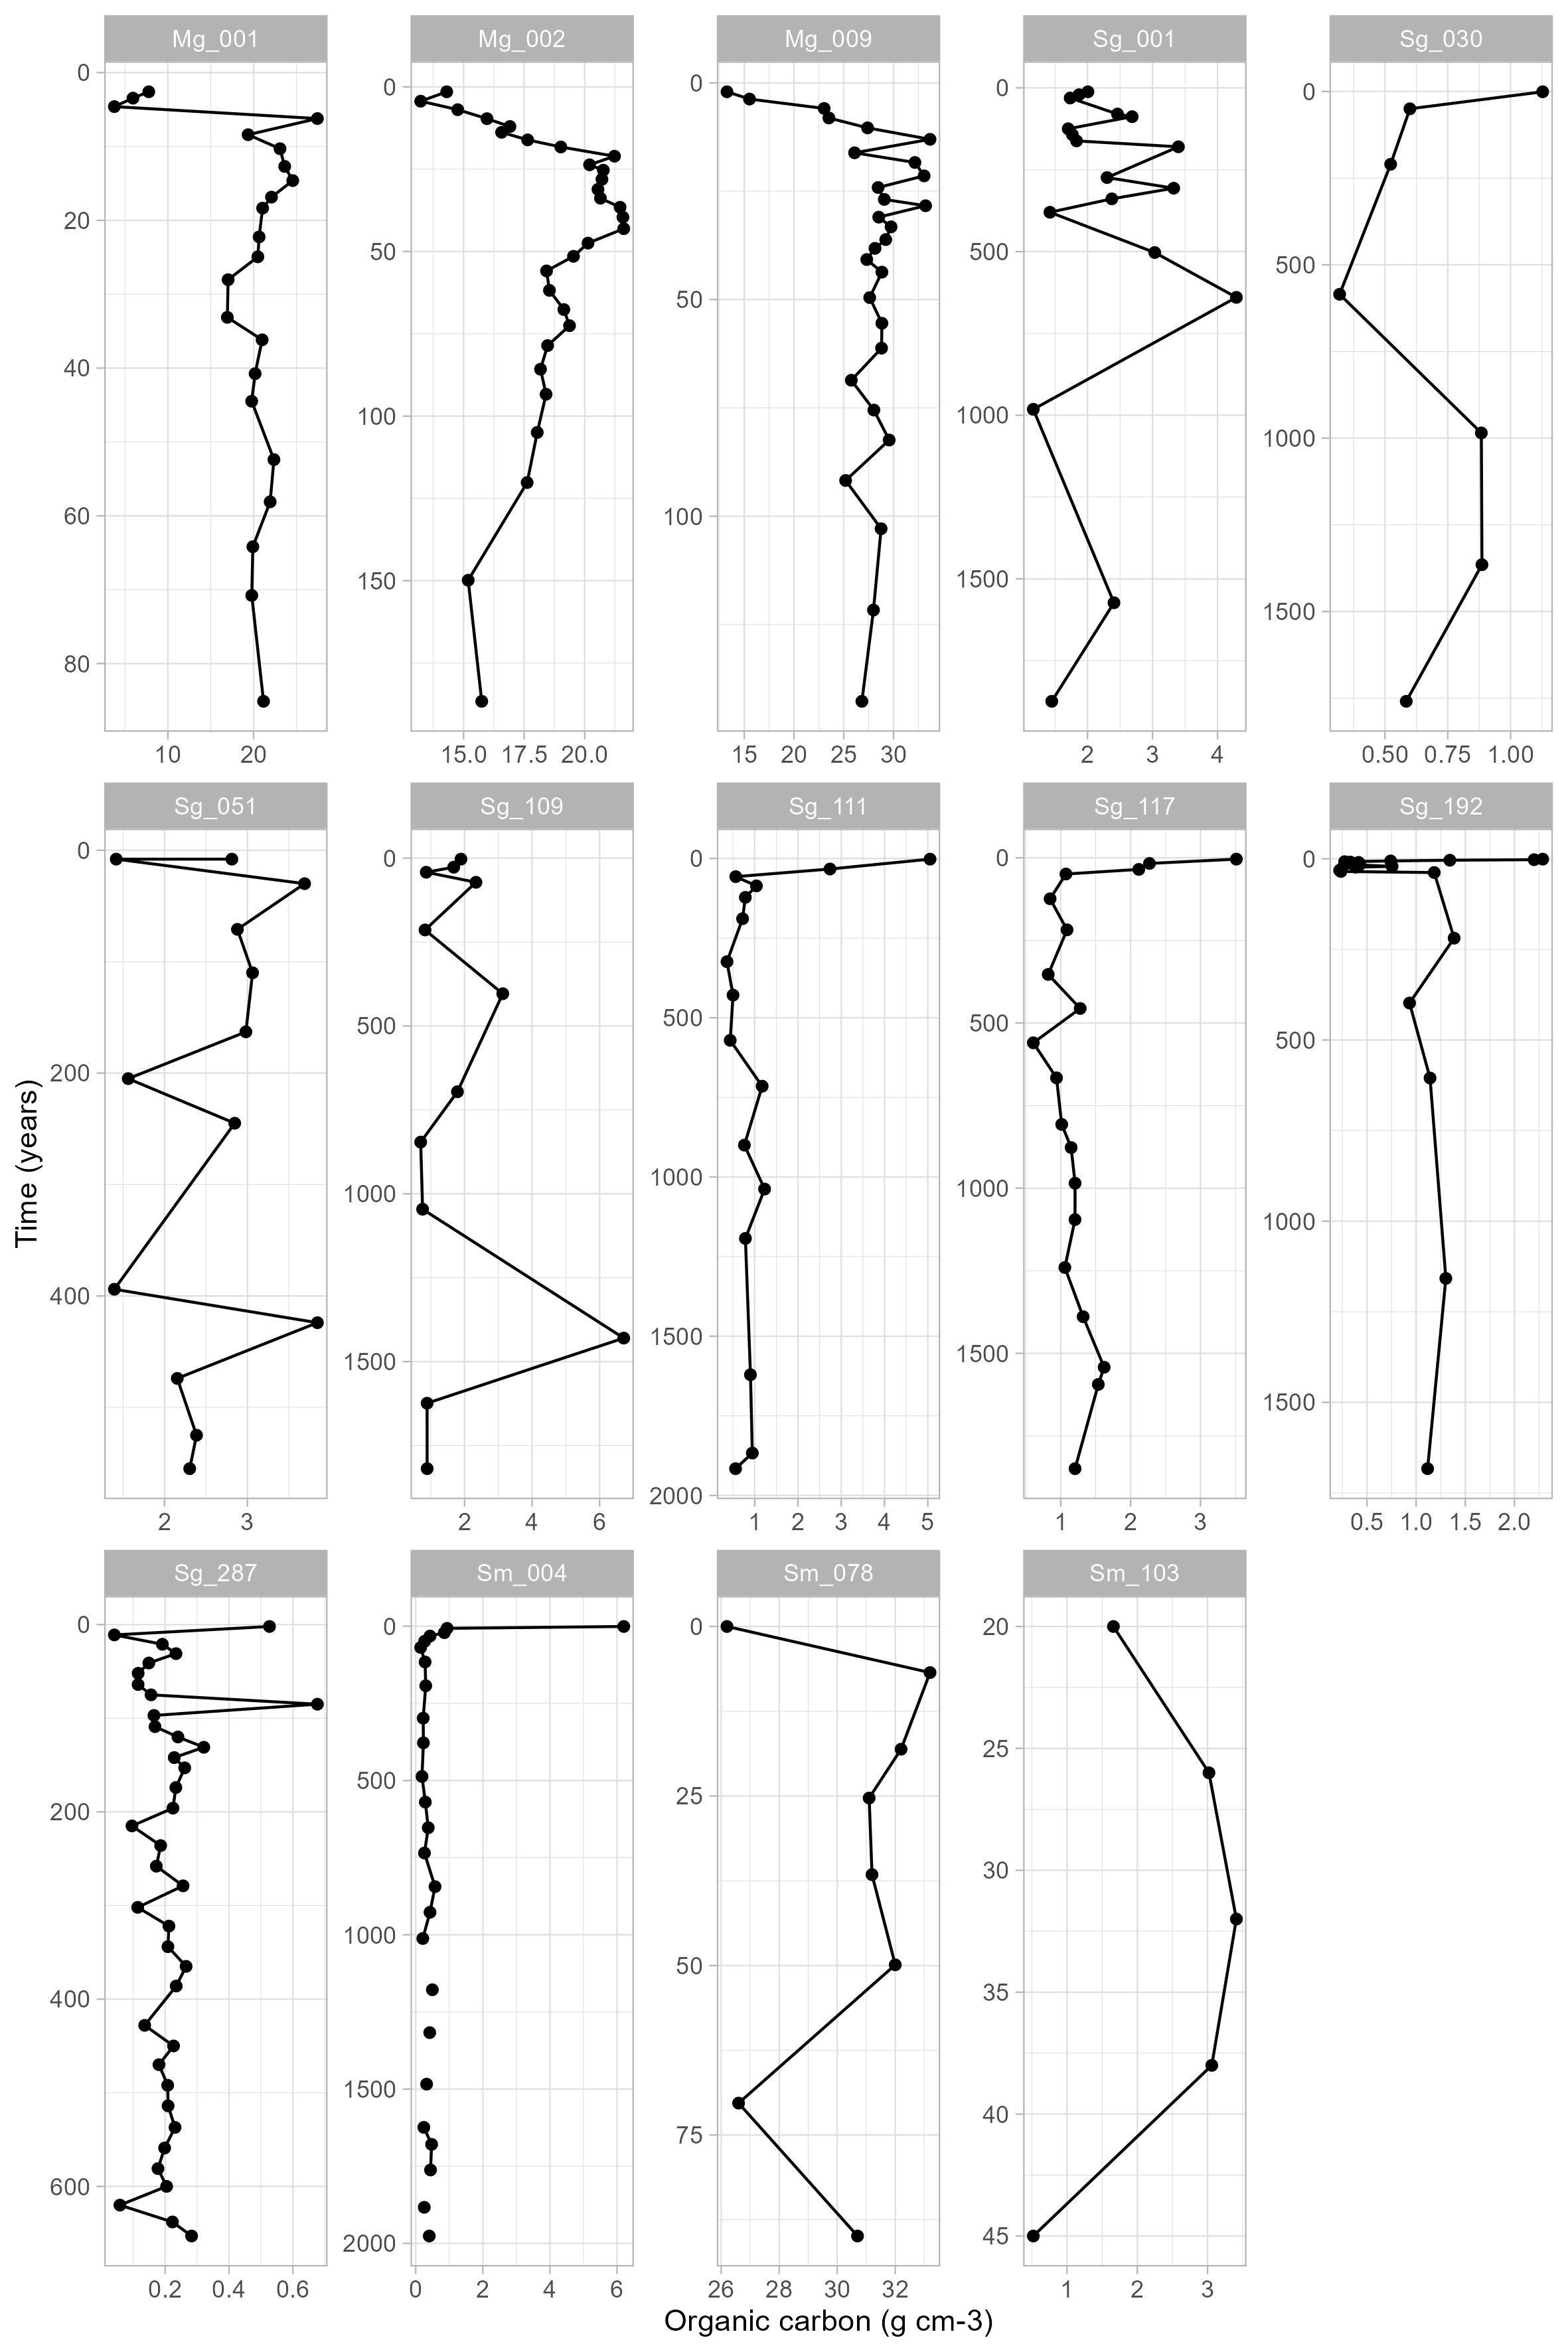 Mg_001 Mg_002 Mg_009 Sg_001 Sg_030
0 20 40 60 80
0 50 100 150
0 50 100
0 500 1000 1500
0 500 1000 1500
10 20
15.0 17.5 20.0
15 20 25 30
2 3 4
0.50 0.75 1.00
Sg_051 Sg_109 Sg_111 Sg_117 Sg_192
0 200 400
0 500 1000 1500
0 500 1000 1500 2000
0 500 1000 1500
0 500 1000 1500
2 3
2 4 6
1 2 3 4 5
1 2 3
0.5 1.0 1.5 2.0
Sg_287 Sm_004 Sm_078 Sm_103
0 200 400 600
0 500 1000 1500 2000
0 25 50 75
20 25 30 35 40 45
0.2 0.4 0.6
0 2 4 6
26 28 30 32
1 2 3
Time (years)
Organic carbon (g cm-3)